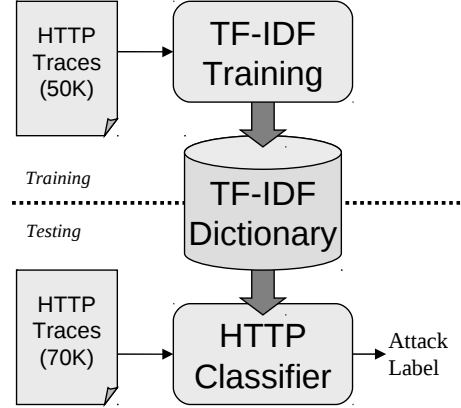 HTTP
Traces
(50K)
TF-IDF
Training
Training
TF-IDF
Dictionary
Testing
HTTP
Traces
(70K)
HTTP
Classifier
Attack
Label